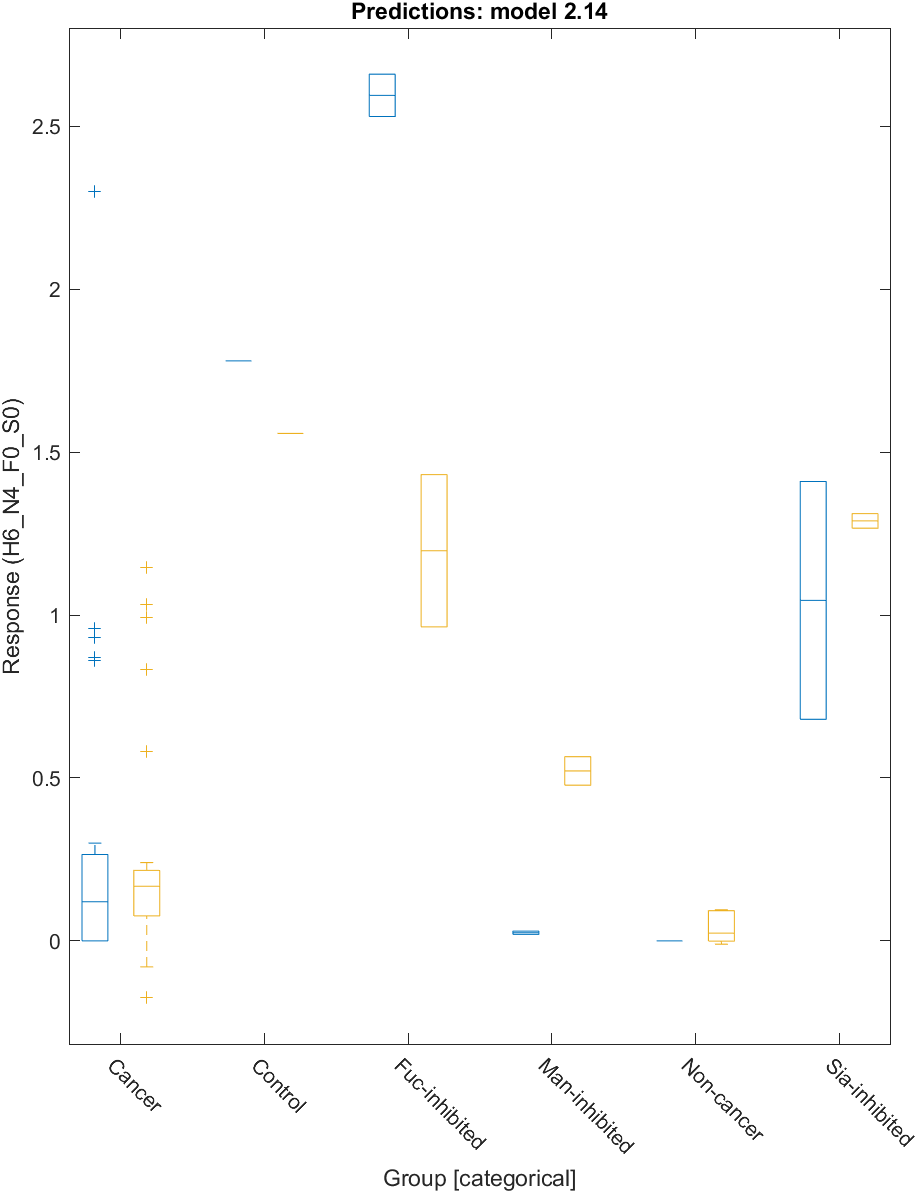 Predictions: model 2.14
2.5
2
1.5
1
0.5
0
Response (H6_N4_F0_S0)
Cancer
Control
Fuc-inhibited
Man-inhibited
Non-cancer
Sia-inhibited
Group [categorical]